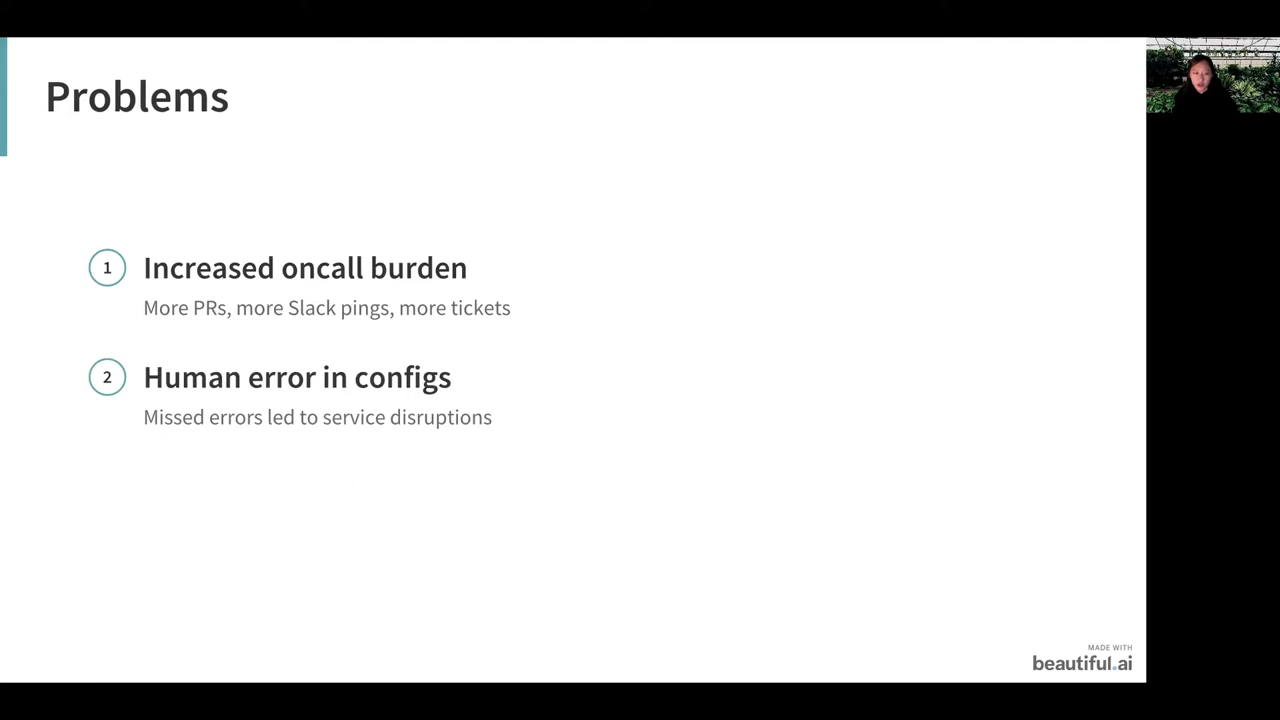 Problems
1
Increased oncall burden
More PRs, more Slack pings, more tickets
2
Human error in configs
Missed errors led to service disruptions
MADE WITH
beautiful.ai